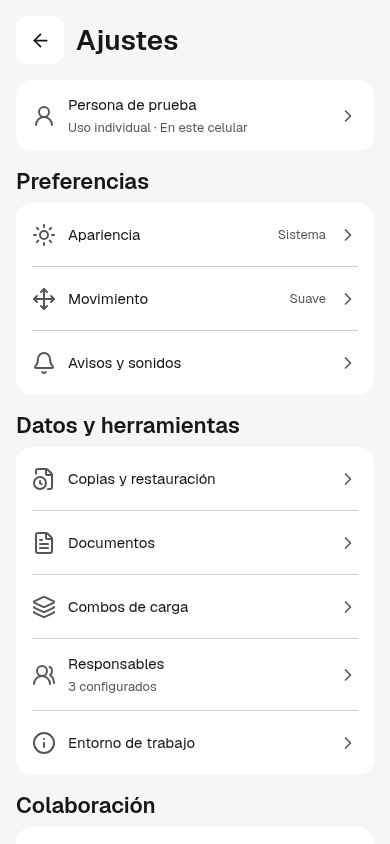 Ajustes
Persona de prueba
Uso individual · En este celular
Preferencias
Apariencia
Sistema
Movimiento
Suave
Avisos y sonidos
Datos y herramientas
Copias y restauración
Documentos
Combos de carga
Responsables
3 configurados
Entorno de trabajo
Colaboración